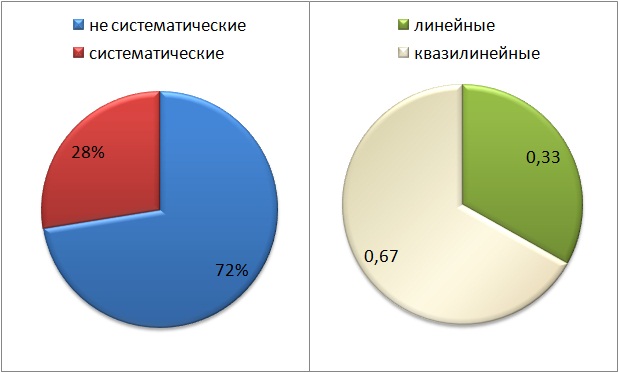 не систематические
систематические
28%
72%
линейные
квазилинейные
0,33
0,67